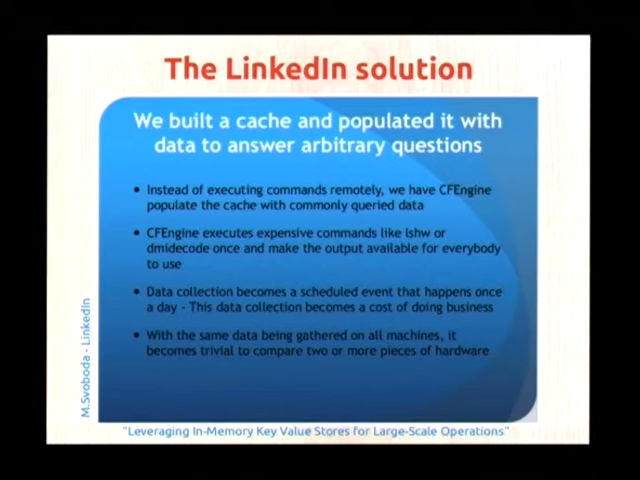 The LinkedIn solution
We built a cache and populated it with
data to answer arbitrary questions
• Instead of executing commands remotely, we have CFEngine
populate the cache with commonly queried data
• CFEngine executes expensive commands like lshw or
dmidecode once and make the output available for everybody
to use
• Data collection becomes a scheduled event that happens once
a day - This data collection becomes a cost of doing business
• With the same data being gathered on all machines, it
becomes trivial to compare two or more pieces of hardware
M.Svoboda - LinkedIn
"Leveraging In-Memory Key Value Stores for Large-Scale Operations"